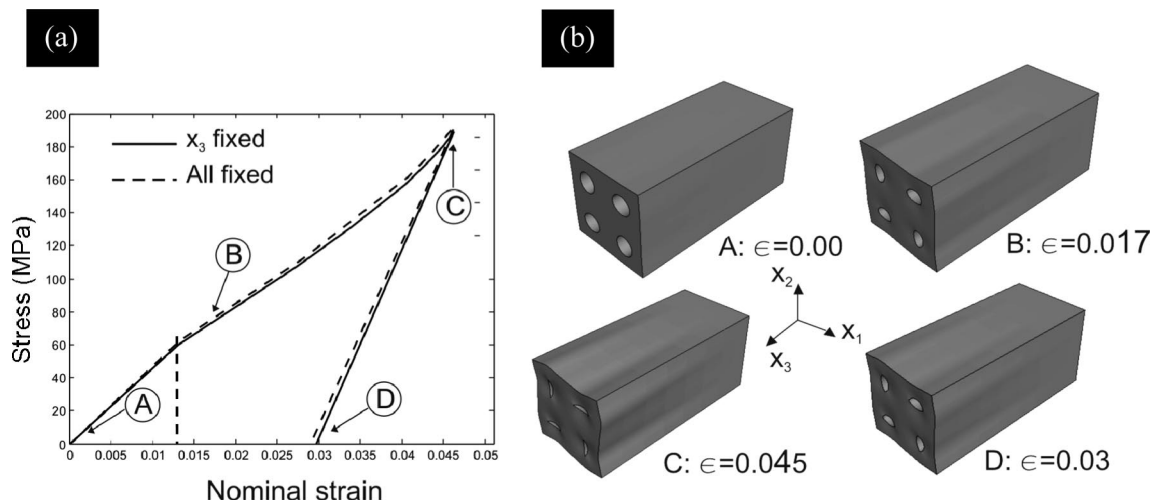 (a)
(b)
200
180
160
140
120
100
80
60
40
20
0
Stress (MPa)
x3 fixed
All fixed
A
B
C
D
0 0.005 0.01 0.015 0.02 0.025 0.03 0.035 0.04 0.045 0.05
Nominal strain
A: ϵ=0.00
B: ϵ=0.017
x2
x1
x3
C: ϵ=0.045
D: ϵ=0.03